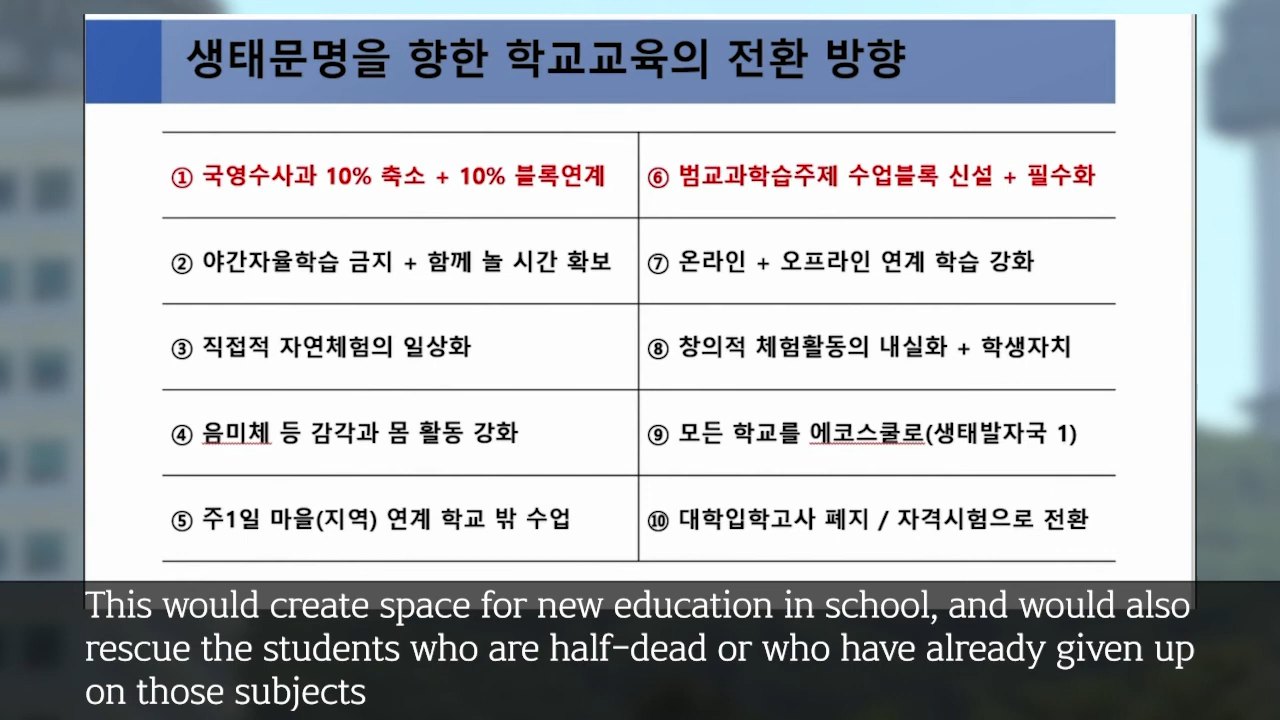 생태문명을 향한 학교교육의 전환 방향
① 국영수사과 10% 축소 + 10% 블록연계
⑥ 범교과학습주제 수업블록 신설 + 필수화
② 야간자율학습 금지 + 함께 놀 시간 확보
⑦ 온라인 + 오프라인 연계 학습 강화
③ 직접적 자연체험의 일상화
⑧ 창의적 체험활동의 내실화 + 학생자치
④ 음미체 등 감각과 몸 활동 강화
⑨ 모든 학교를 에코스쿨로(생태발자국 1)
⑤ 주1일 마을(지역) 연계 학교 밖 수업
⑩ 대학입학고사 폐지 / 자격시험으로 전환
This would create space for new education in school, and would also
rescue the students who are half-dead or who have already given up
on those subjects